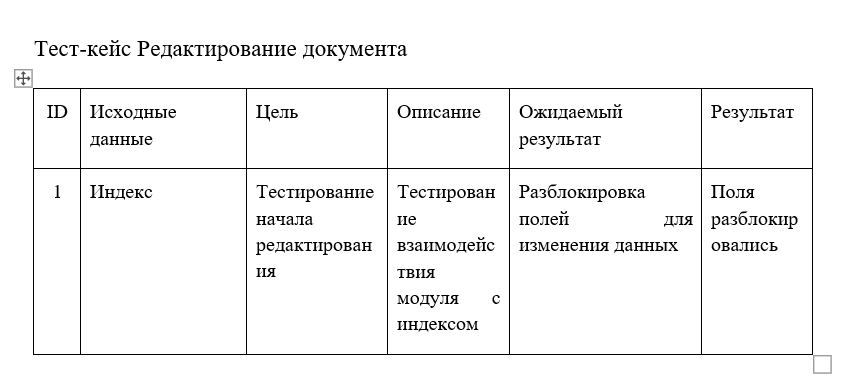 Тест-кейс Редактирование документа
ID Исходные данные Цель Описание Ожидаемый результат Результат
1 Индекс Тестирование начала редактирования Тестирование взаимодействия модуля с индексом Разблокировка полей для изменения данных Поля разблокировались